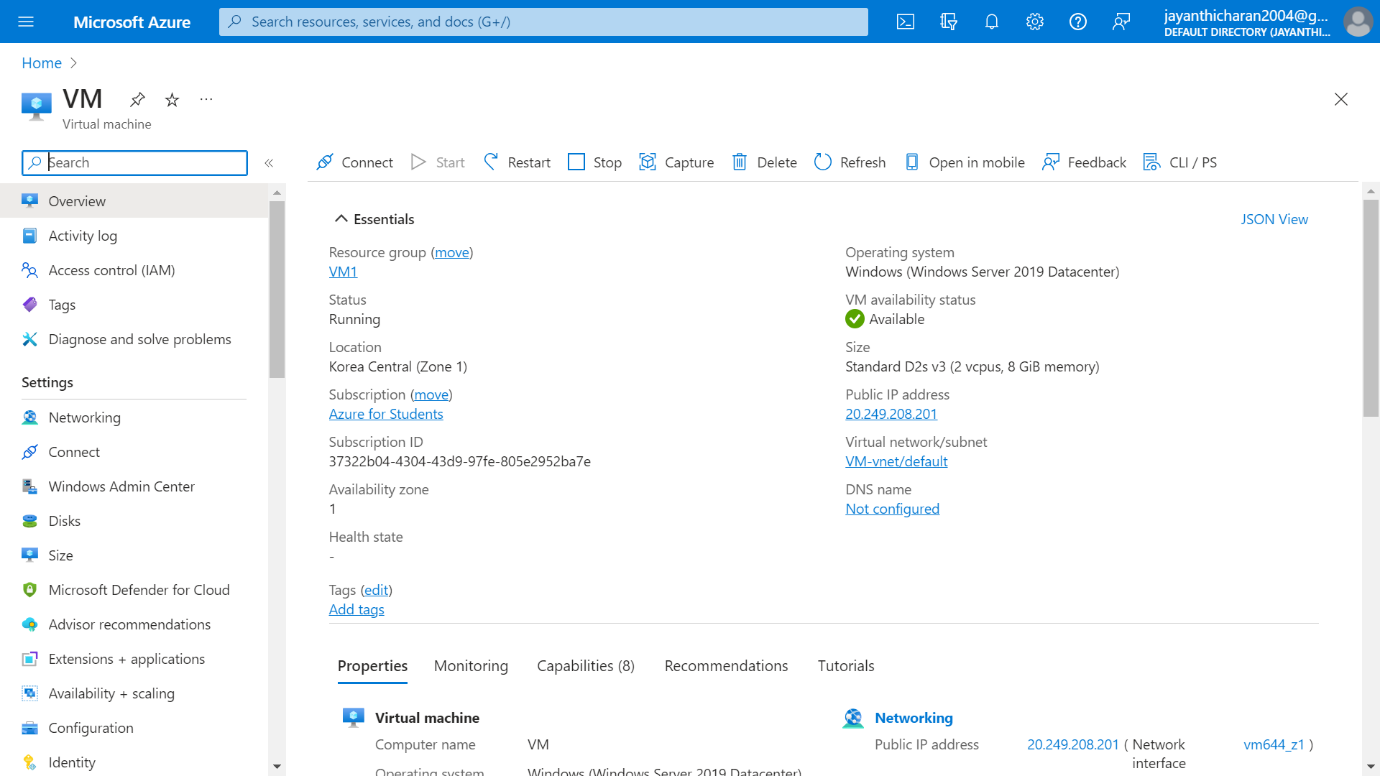 Microsoft Azure
Search resources, services, and docs (G+/)
jayanthicharan2004@g...
DEFAULT DIRECTORY (JAYANTHI...
Home
VM
Virtual machine
Search
Connect Start Restart Stop Capture Delete Refresh Open in mobile Feedback CLI / PS
Overview
Activity log
Access control (IAM)
Tags
Diagnose and solve problems
Settings
Networking
Connect
Windows Admin Center
Disks
Size
Microsoft Defender for Cloud
Advisor recommendations
Extensions + applications
Availability + scaling
Configuration
Identity
Essentials
JSON View
Resource group (move)
VM1
Status
Running
Location
Korea Central (Zone 1)
Subscription (move)
Azure for Students
Subscription ID
37322b04-4304-43d9-97fe-805e2952ba7e
Availability zone
1
Health state
-
Operating system
Windows (Windows Server 2019 Datacenter)
VM availability status
Available
Size
Standard D2s v3 (2 vcpus, 8 GiB memory)
Public IP address
20.249.208.201
Virtual network/subnet
VM-vnet/default
DNS name
Not configured
Tags (edit)
Add tags
Properties Monitoring Capabilities (8) Recommendations Tutorials
Virtual machine
Computer name VM
Operating system Windows (Windows Server 2019 Datacenter)
Networking
Public IP address 20.249.208.201 ( Network interface vm644_z1 )